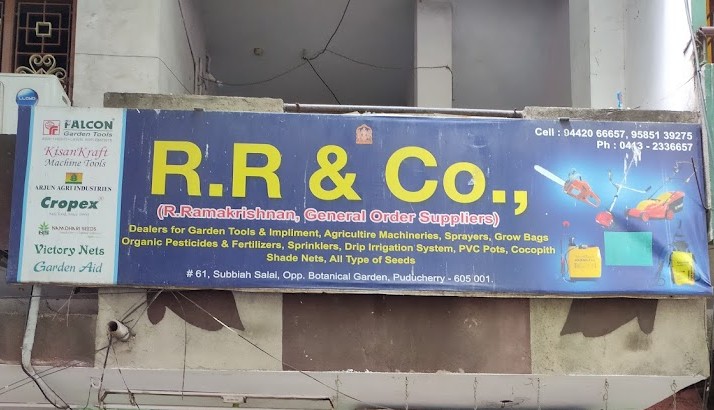 FALCON
Garden Tools
KisanKraft
Machine Tools
ARJUN AGRI INDUSTRIES
Cropex
NS
NAMDHARI SEEDS
Victory Nets
Garden Aid
Cell : 94420 66657, 95851 39275
Ph : 0413 - 2336657
R.R & Co.,
(R.Ramakrishnan, General Order Suppliers)
Dealers for Garden Tools & Impliment, Agricultire Machineries, Sprayers, Grow Bags
Organic Pesticides & Fertilizers, Sprinklers, Drip Irrigation System, PVC Pots, Cocopith
Shade Nets, All Type of Seeds
# 61, Subbiah Salai, Opp. Botanical Garden, Puducherry - 605 001.